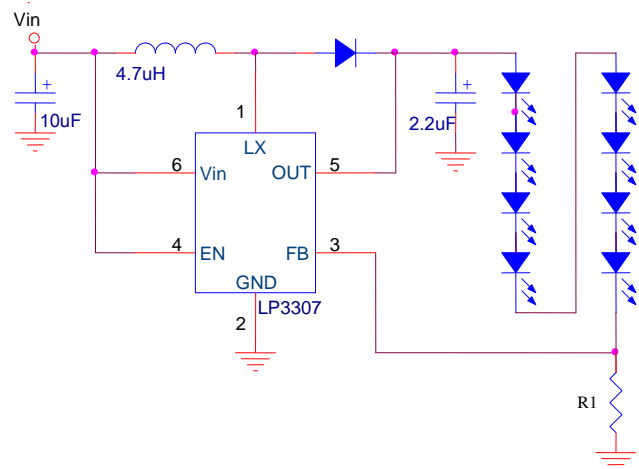 Vin
4.7uH
10uF
2.2uF
1
LX
6
Vin
OUT
5
4
EN
FB
3
GND
LP3307
2
R1
+
+